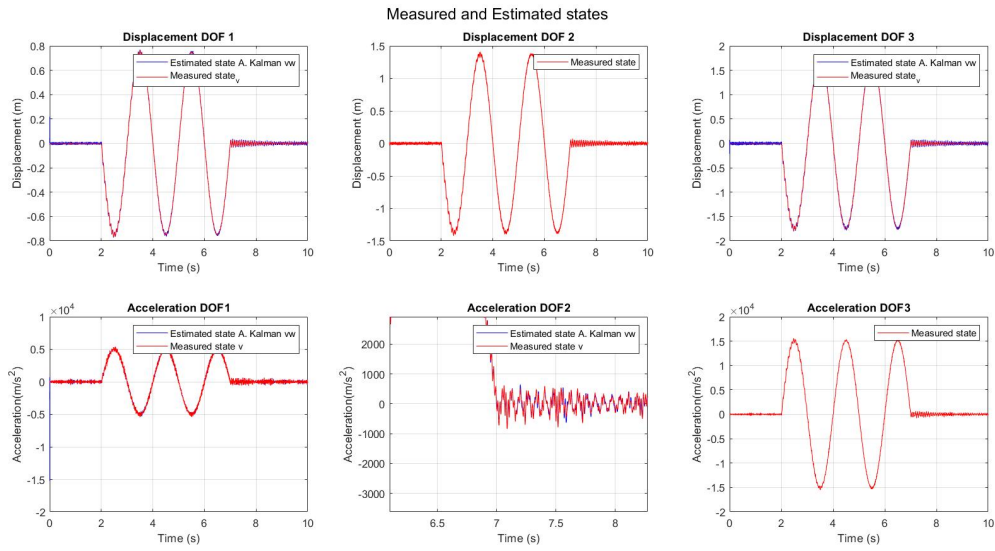 Measured and Estimated states
Displacement DOF 1
Displacement (m)
0.8
0.6
0.4
0.2
0
-0.2
-0.4
-0.6
-0.8
Estimated state A. Kalman vw
Measured state_v
0 2 4 6 8 10
Time (s)
Displacement DOF 2
Displacement (m)
1.5
1
0.5
0
-0.5
-1
-1.5
Measured state
0 2 4 6 8 10
Time (s)
Displacement DOF 3
Displacement (m)
2
1.5
1
0.5
0
-0.5
-1
-1.5
-2
Estimated state A. Kalman vw
Measured state_v
0 2 4 6 8 10
Time (s)
Acceleration DOF1
×10^4
Acceleration(m/s^2)
1
0.5
0
-0.5
-1
-1.5
-2
Estimated state A. Kalman vw
Measured state v
0 2 4 6 8 10
Time (s)
Acceleration DOF2
Acceleration(m/s^2)
2000
1000
0
-1000
-2000
-3000
Estimated state A. Kalman vw
Measured state v
6.5 7 7.5 8
Time (s)
Acceleration DOF3
×10^4
Acceleration(m/s^2)
2
1.5
1
0.5
0
-0.5
-1
-1.5
-2
Measured state
0 2 4 6 8 10
Time (s)